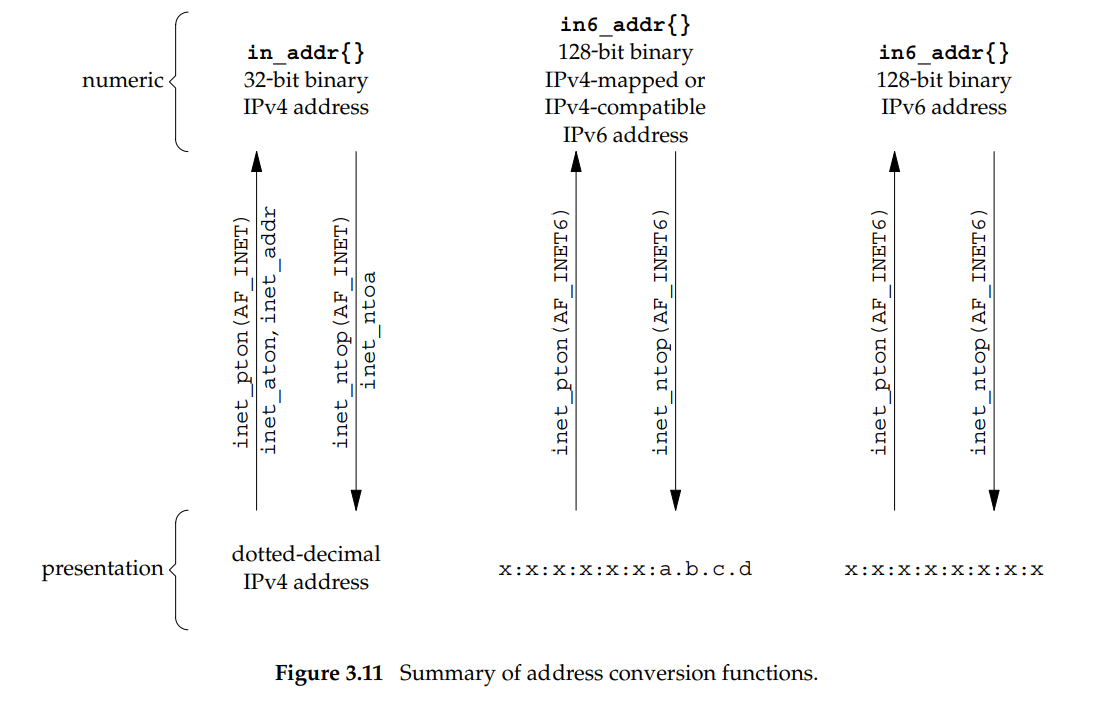 numeric
in_addr{}
32-bit binary
IPv4 address
in6_addr{}
128-bit binary
IPv4-mapped or
IPv4-compatible
IPv6 address
in6_addr{}
128-bit binary
IPv6 address
inet_pton(AF_INET)
inet_aton,inet_addr
inet_ntop(AF_INET)
inet_ntoa
inet_pton(AF_INET6)
inet_ntop(AF_INET6)
inet_pton(AF_INET6)
inet_ntop(AF_INET6)
presentation
dotted-decimal
IPv4 address
x:x:x:x:x:x:a.b.c.d
x:x:x:x:x:x:x:x
Figure 3.11 Summary of address conversion functions.